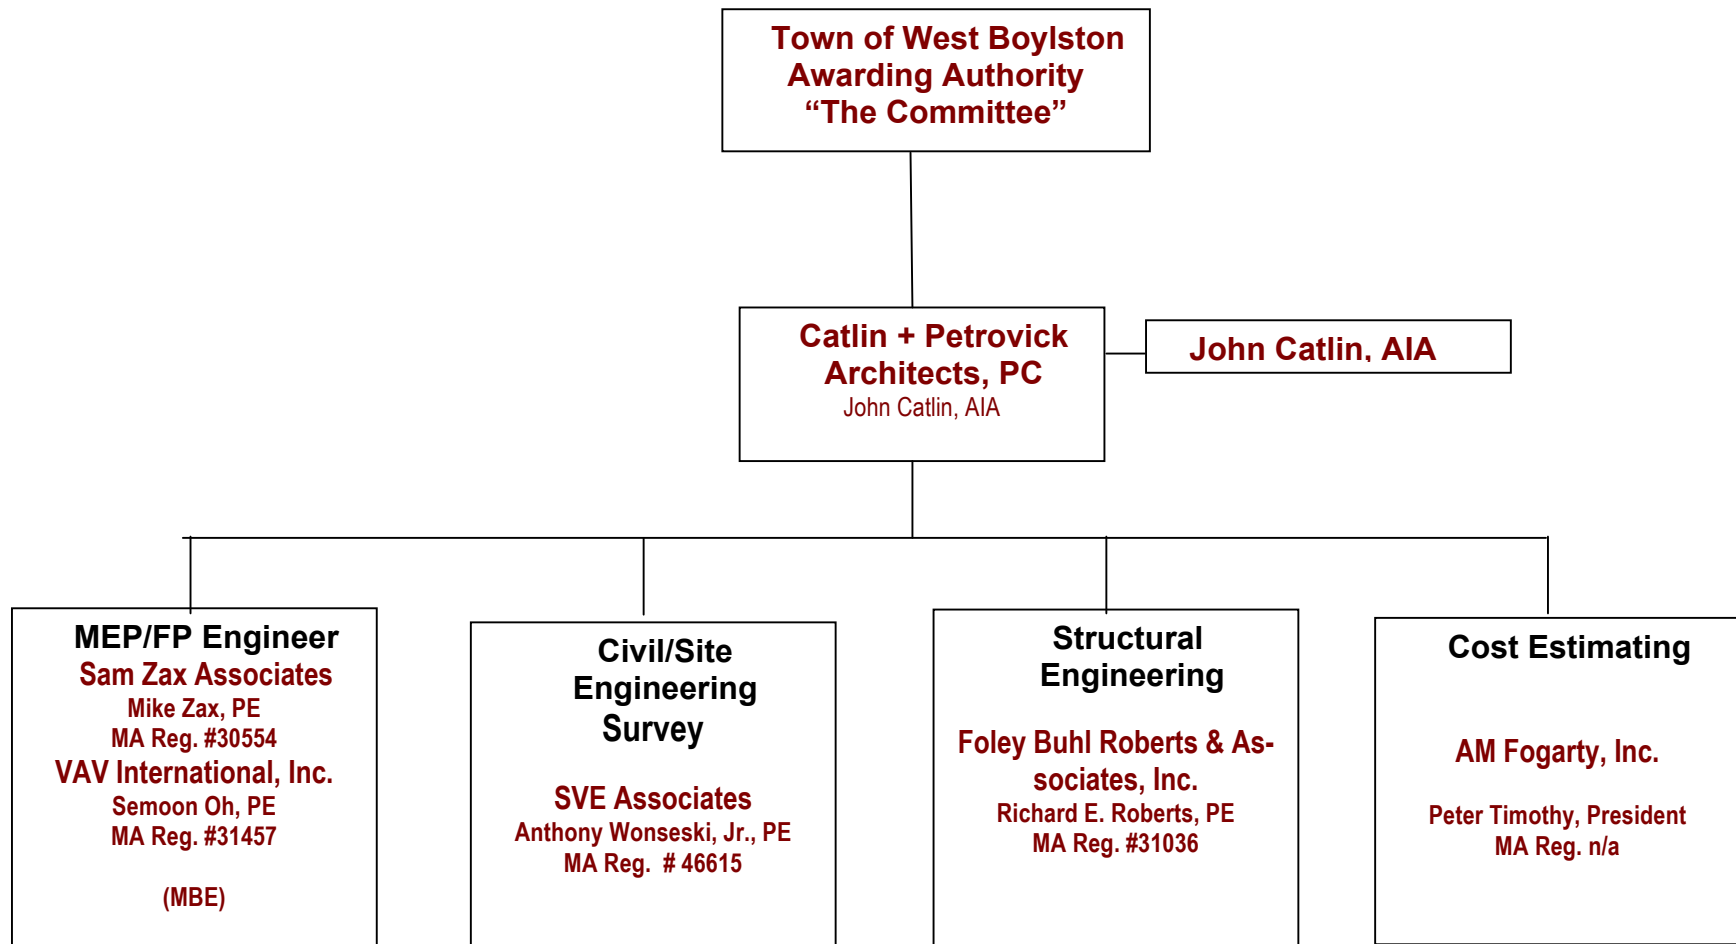 Town of West Boylston
Awarding Authority
“The Committee”
Catlin + Petrovick
Architects, PC
John Catlin, AIA
John Catlin, AIA
MEP/FP Engineer
Sam Zax Associates
Mike Zax, PE
MA Reg. #30554
VAV International, Inc.
Semoon Oh, PE
MA Reg. #31457
(MBE)
Civil/Site
Engineering
Survey
SVE Associates
Anthony Wonseski, Jr., PE
MA Reg. # 46615
Structural
Engineering
Foley Buhl Roberts & As-
sociates, Inc.
Richard E. Roberts, PE
MA Reg. #31036
Cost Estimating
AM Fogarty, Inc.
Peter Timothy, President
MA Reg. n/a